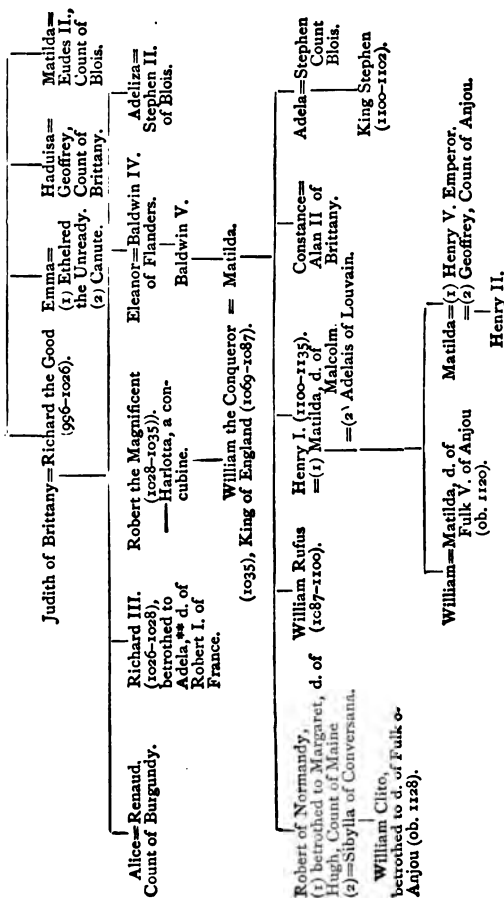 Judith of Brittany=Richard the Good
(996-1026).
Emma=
(1) Ethelred
the Unready.
(2) Canute.
Haduisa=
Geoffrey,
Count of
Brittany.
Matilda=
Eudes II.,
Count of
Blois.
Alice=Renaud.
Count of Burgundy.
Richard III.
(1026-1028),
betrothed to
Adela,** d. of
Robert I. of
France.
Robert the Magnificent
(1028-1035)).
—Harlotta, a con-
cubine.
Eleanor=Baldwin IV.
of Flanders.
Baldwin V.
Adeliza=
Stephen II.
of Blois.
William the Conqueror = Matilda.
(1035), King of England (1069-1087).
Robert of Normandy,
(1) betrothed to Margaret, d. of
Hugh, Count of Maine
(2)=Sibylla of Conversana.
William Clito,
betrothed to d. of Fulk o-
Anjou (ob. 1128).
William Rufus
(1c87-1100).
Henry I. (1100-1135).
=(1) Matilda, d. of
Malcolm.
=(2\ Adelais of Louvain.
Constance=
Alan II of
Brittany.
Adela=Stephen
Count
Blois.
King Stephen
(1100-1102).
William=Matilda, d. of
Fulk V. of Anjou
(ob. 1120).
Matilda=(1) Henry V. Emperor.
=(2) Geoffrey, Count of Anjou.
Henry II.